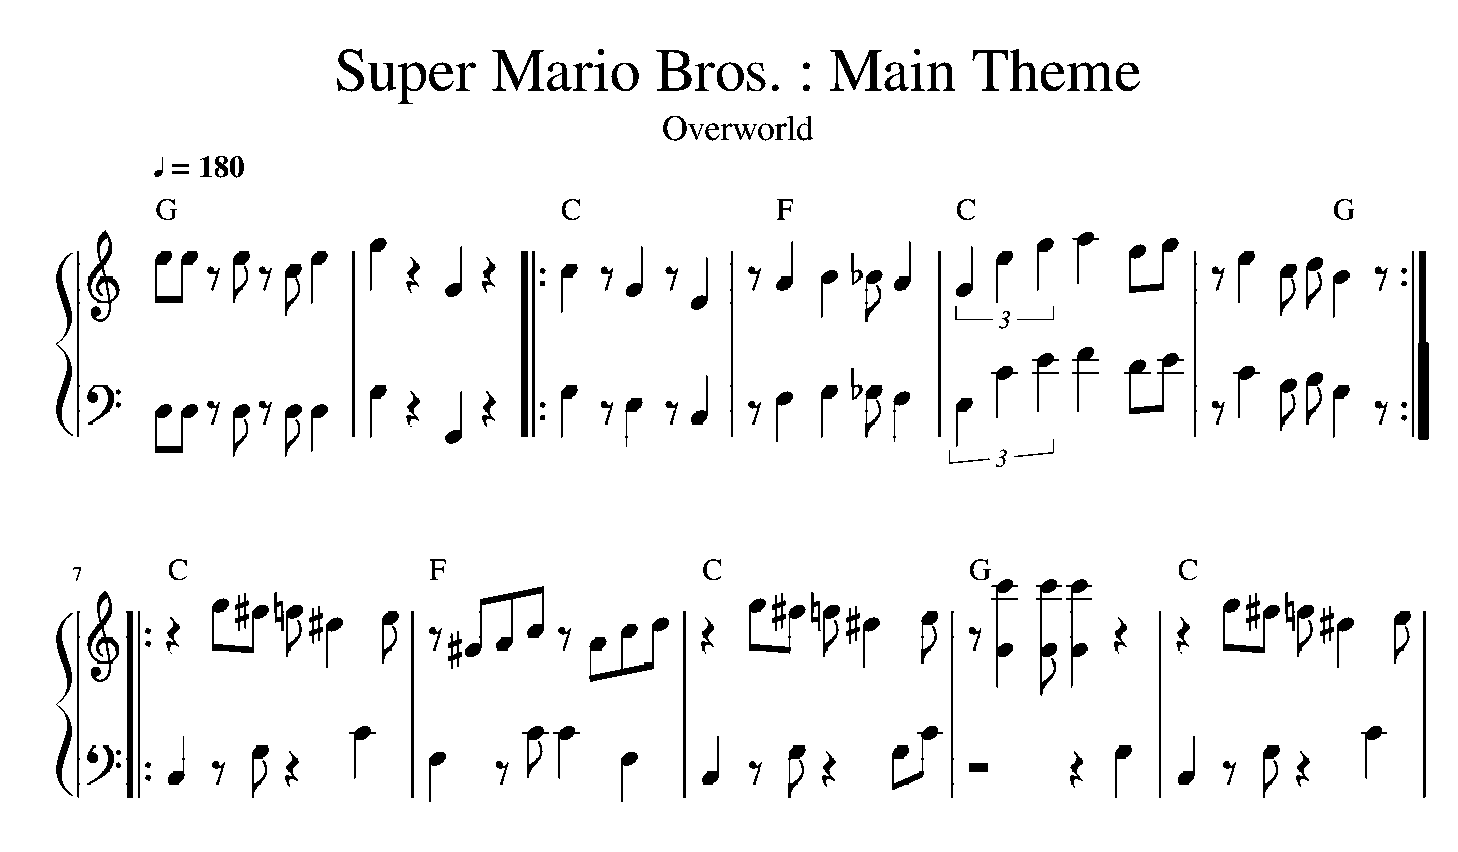 Super Mario Bros. : Main Theme
Overworld
♩ = 180
G C F C G
3
3
7 C F C G C